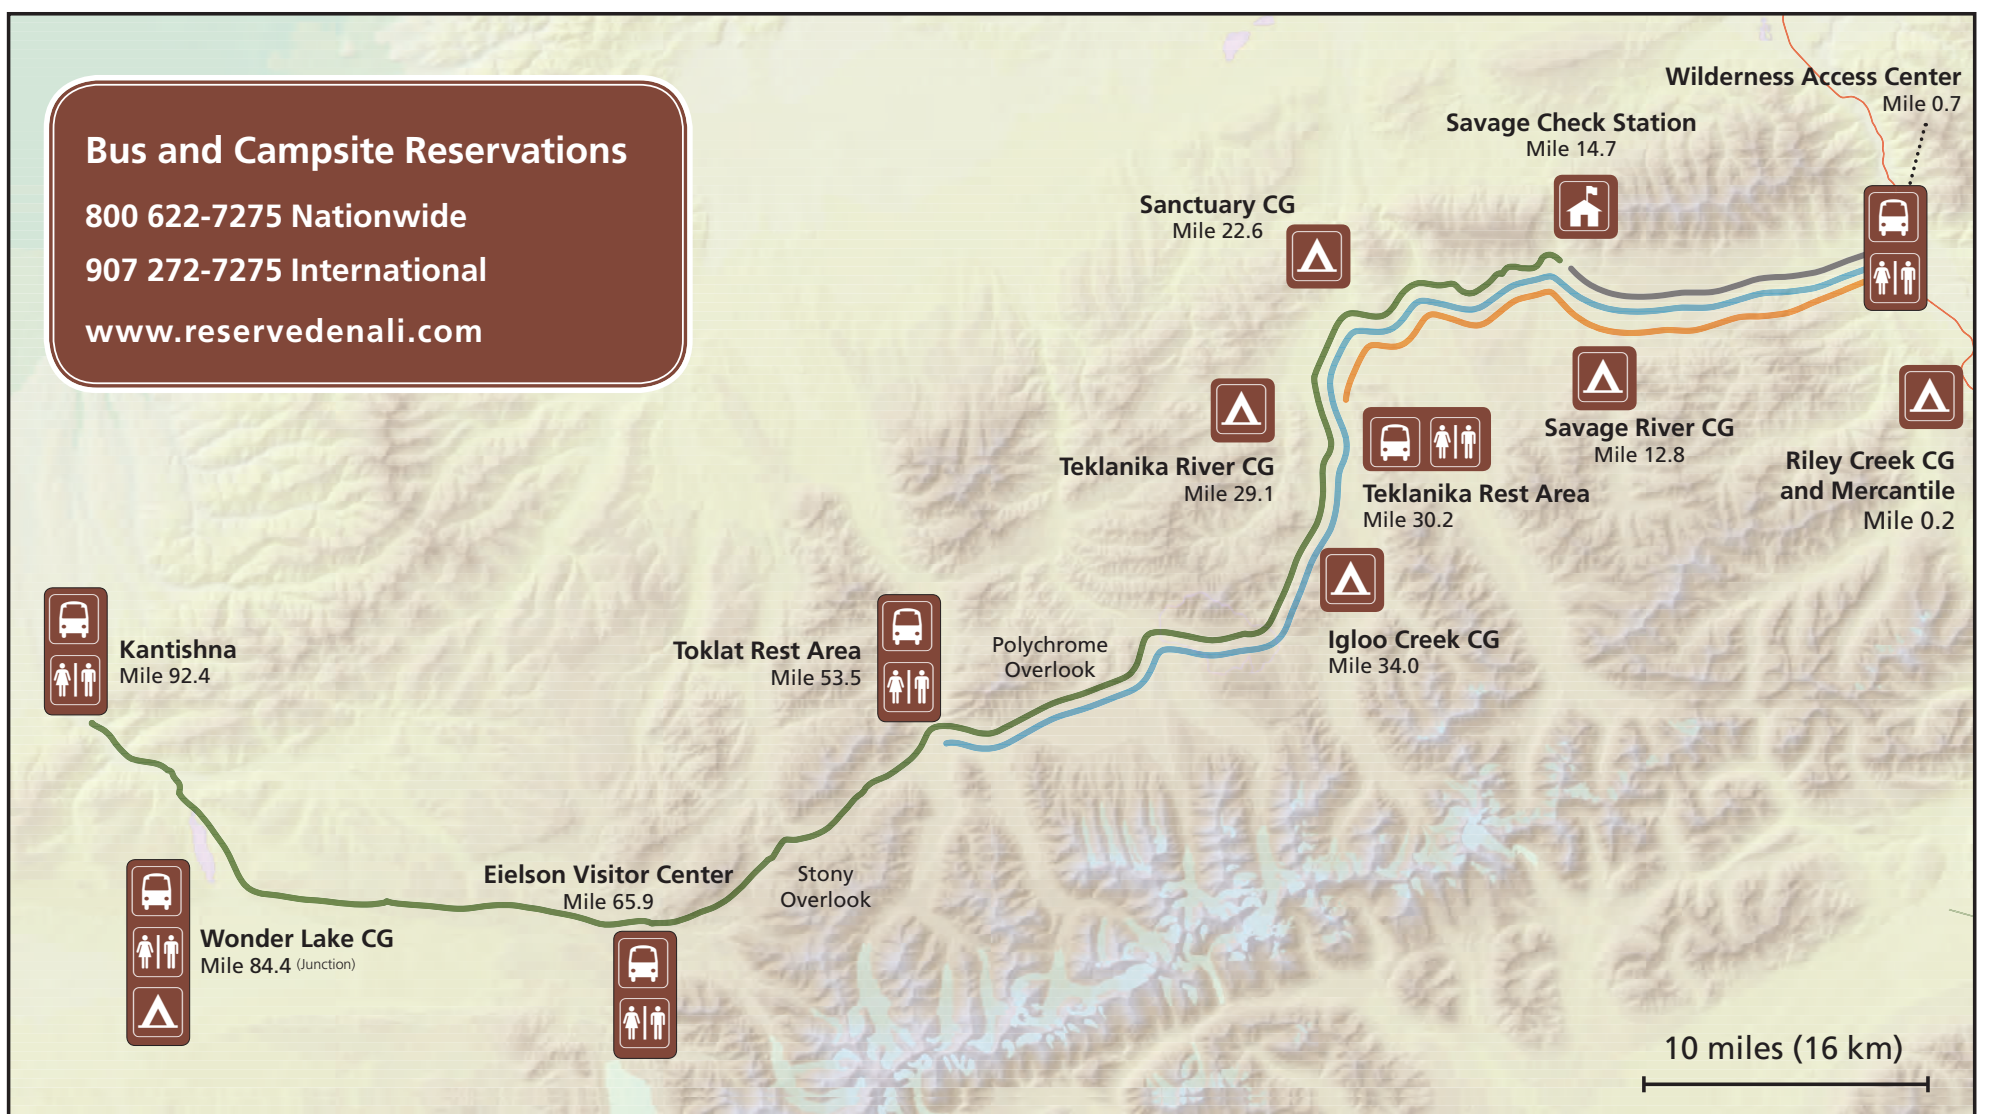 Bus and Campsite Reservations
800 622-7275 Nationwide
907 272-7275 International
www.reservedenali.com
Wilderness Access Center
Mile 0.7
Savage Check Station
Mile 14.7
Sanctuary CG
Mile 22.6
Savage River CG
Mile 12.8
Riley Creek CG
and Mercantile
Mile 0.2
Teklanika River CG
Mile 29.1
Teklanika Rest Area
Mile 30.2
Igloo Creek CG
Mile 34.0
Polychrome
Overlook
Toklat Rest Area
Mile 53.5
Kantishna
Mile 92.4
Eielson Visitor Center
Mile 65.9
Stony
Overlook
Wonder Lake CG
Mile 84.4 (Junction)
10 miles (16 km)